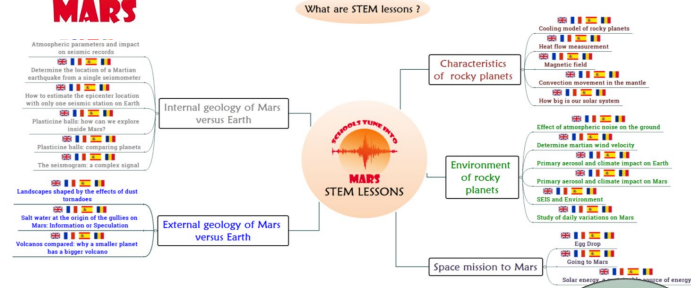 MARS
What are STEM lessons ?
Atmospheric parameters and impact
on seismic records
Determine the location of a Martian
earthquake from a single seismometer
How to estimate the epicenter location
with only one seismic station on Earth
Plasticine balls: how can we explore
inside Mars?
Plasticine balls: comparing planets
The seismogram: a complex signal
Internal geology of Mars
versus Earth
Landscapes shaped by the effects of dust
tornadoes
Salt water at the origin of the gullies on
Mars: Information or Speculation
Volcanos compared: why a smaller planet
has a bigger volcano
External geology of Mars
versus Earth
SCHOOLS TUNE INTO
MARS
STEM LESSONS
Characteristics
of rocky planets
Cooling model of rocky planets
Heat flow measurement
Magnetic field
Convection movement in the mantle
How big is our solar system
Environment
of rocky
planets
Effect of atmospheric noise on the ground
Determine martian wind velocity
Primary aerosol and climate impact on Earth
Primary aerosol and climate impact on Mars
SEIS and Environment
Study of daily variations on Mars
Space mission to Mars
Egg Drop
Going to Mars
Solar energy, source of energy